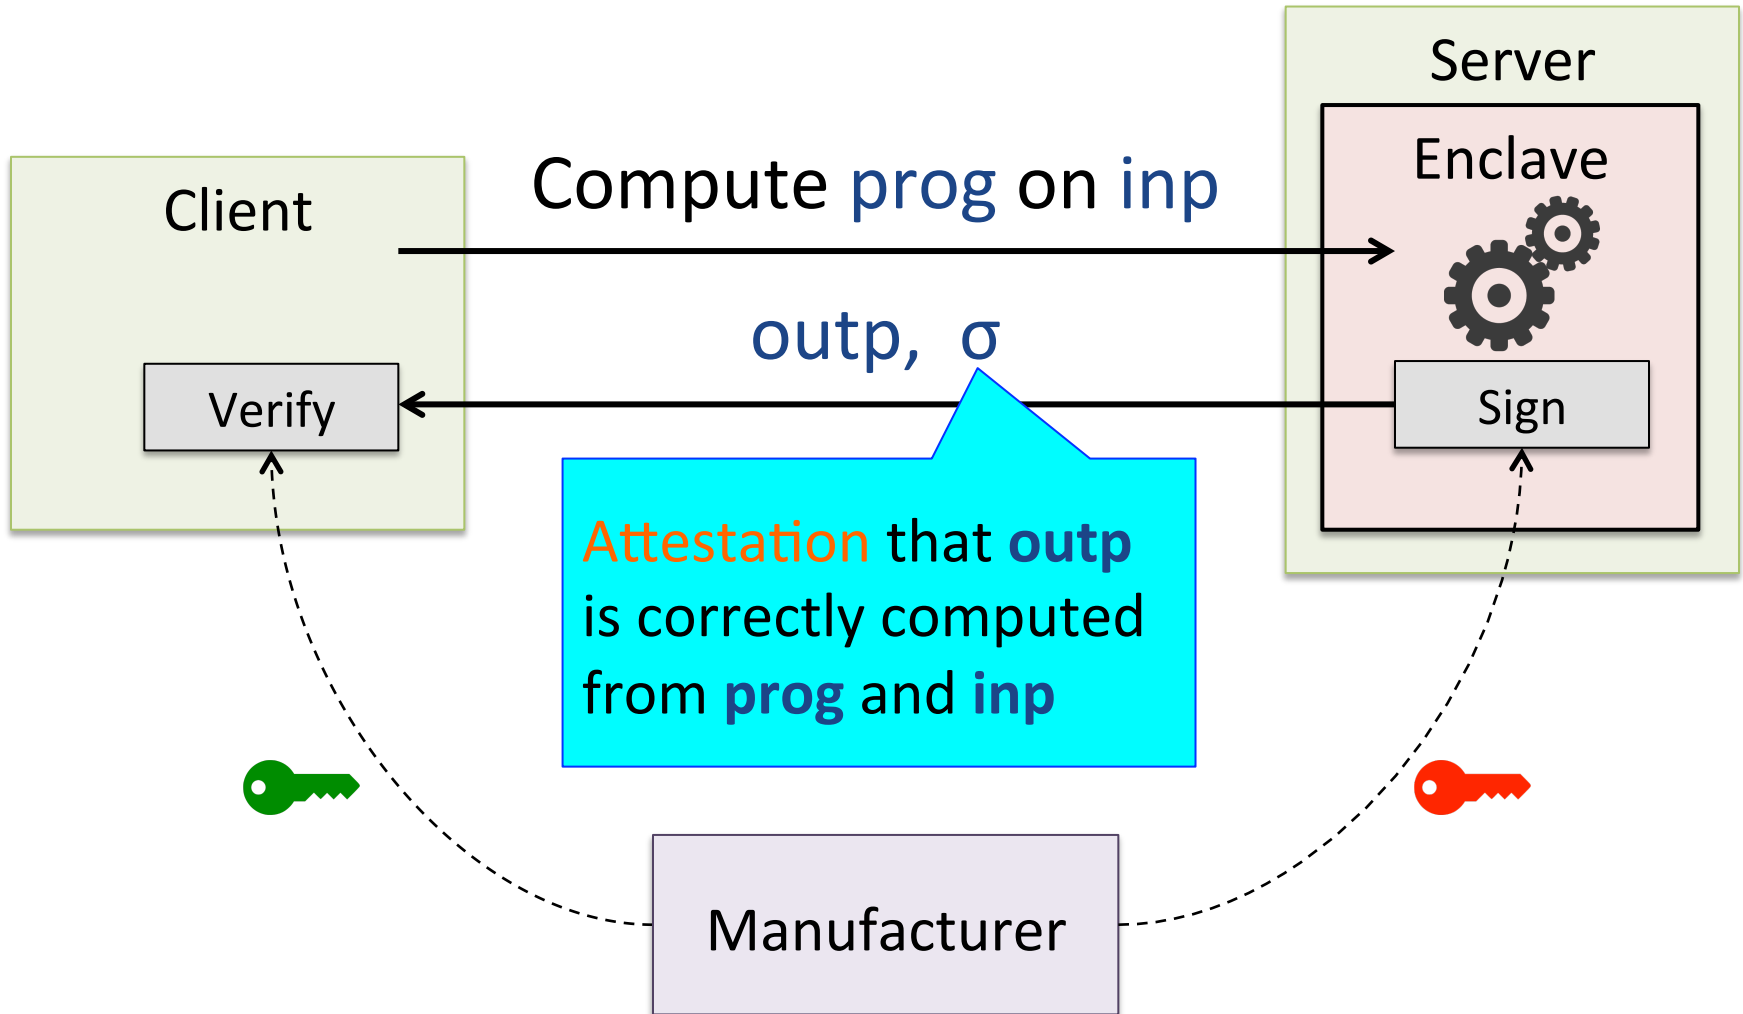 Server
Enclave
Client
Compute prog on inp
outp, σ
Verify
Sign
Attestation that outp
is correctly computed
from prog and inp
Manufacturer